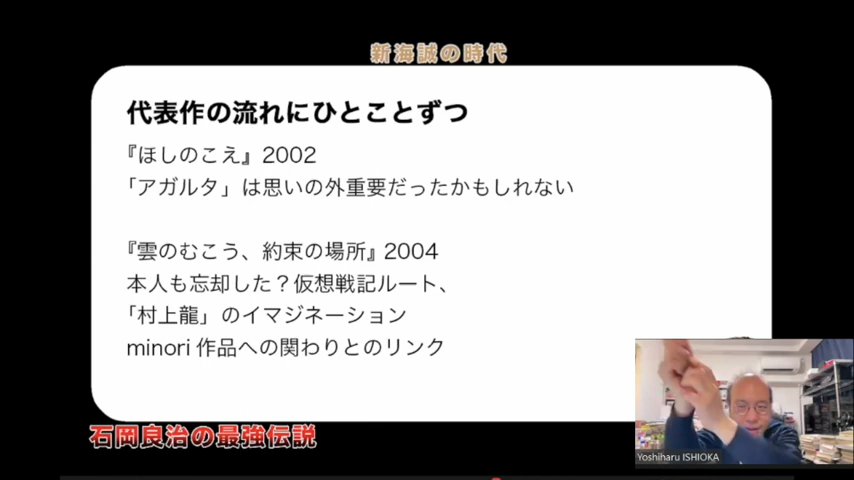 新海誠の時代
代表作の流れにひとことずつ
『ほしのこえ』2002
「アガルタ」は思いの外重要だったかもしれない
『雲のむこう、約束の場所』2004
本人も忘却した？仮想戦記ルート、
「村上龍」のイマジネーション
minori 作品への関わりとのリンク
石岡良治の最強伝説
Yoshiharu ISHIOKA